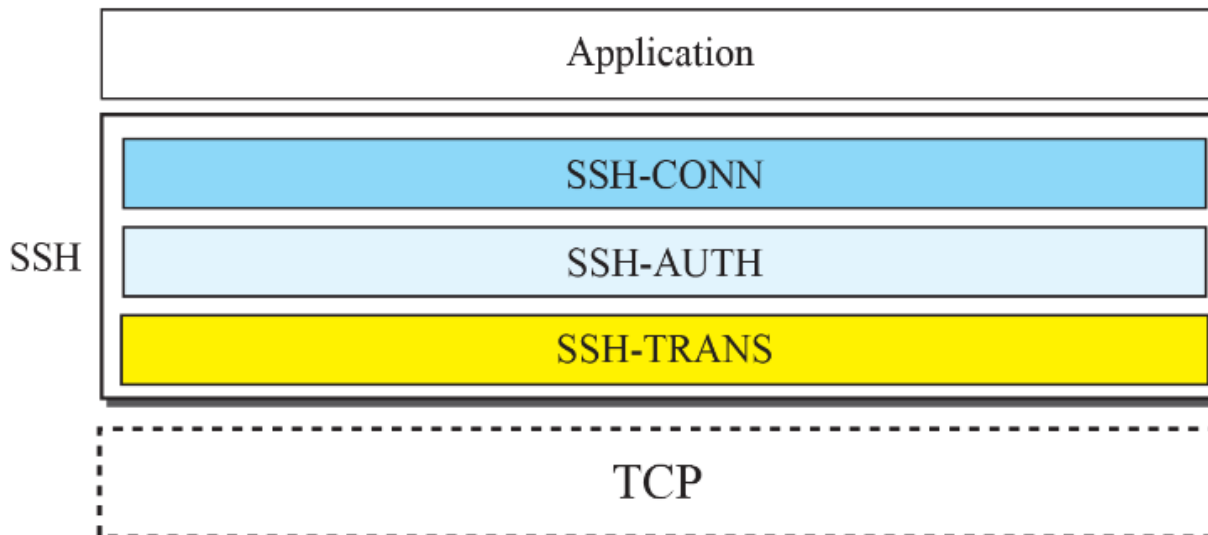 Application
SSH-CONN
SSH
SSH-AUTH
SSH-TRANS
TCP